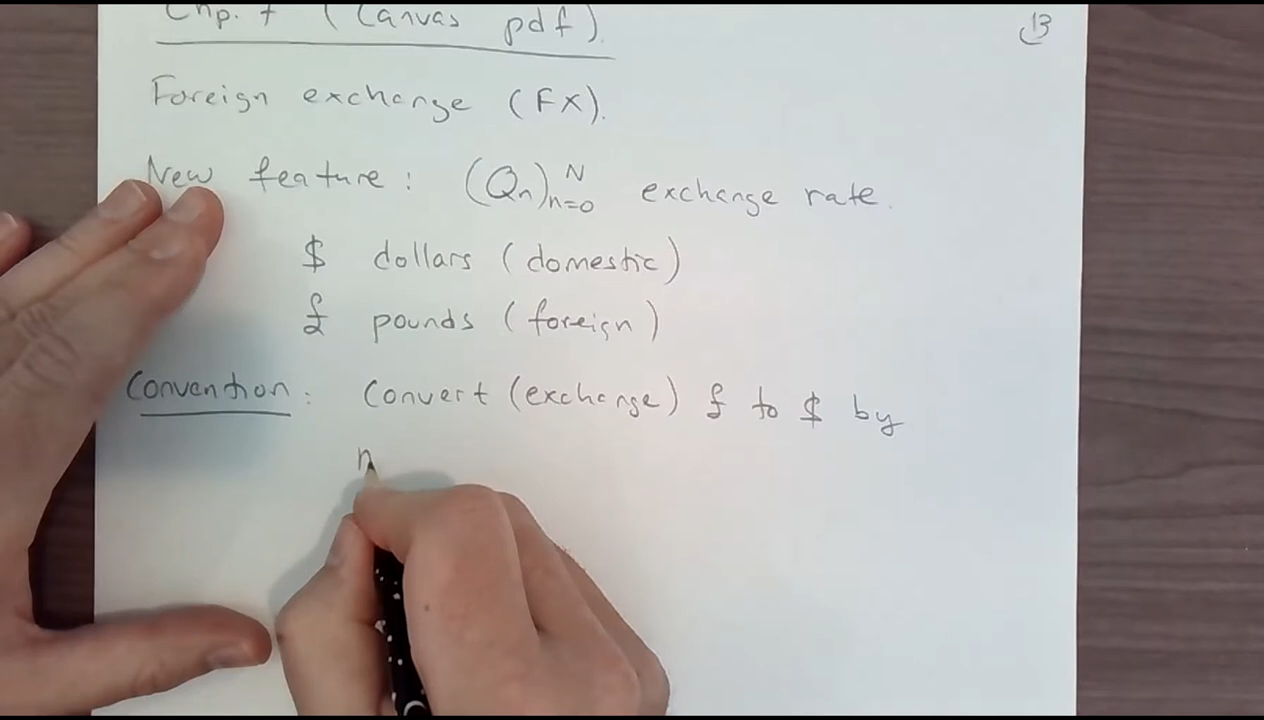 13
Chp. 7 (Canvas pdf).
Foreign exchange (FX).
New feature : (Qn)n=0 N exchange rate.
$ dollars (domestic)
£ pounds (foreign)
Convention : Convert (exchange) £ to $ by